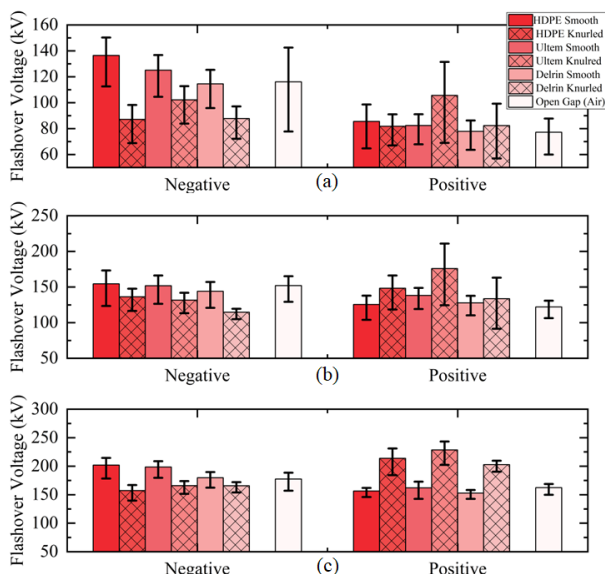 160
140
120
100
80
60
Flashover Voltage (kV)
HDPE Smooth
HDPE Knurled
Ultem Smooth
Ultem Knulred
Delrin Smooth
Delrin Knurled
Open Gap (Air)
Negative
(a)
Positive
250
200
150
100
50
Flashover Voltage (kV)
Negative
(b)
Positive
300
250
200
150
100
50
Flashover Voltage (kV)
Negative
(c)
Positive